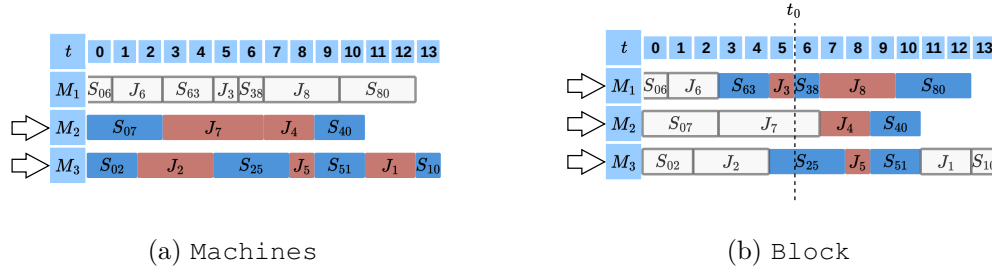 t₀
t 0 1 2 3 4 5 6 7 8 9 10 11 12 13
M₁ S₀₆ J₆ S₆₃ J₃ S₃₈ J₈ S₈₀
M₂ S₀₇ J₇ J₄ S₄₀
M₃ S₀₂ J₂ S₂₅ J₅ S₅₁ J₁ S₁₀
(a) Machines
t 0 1 2 3 4 5 6 7 8 9 10 11 12 13
M₁ S₀₆ J₆ S₆₃ J₃ S₃₈ J₈ S₈₀
M₂ S₀₇ J₇ J₄ S₄₀
M₃ S₀₂ J₂ S₂₅ J₅ S₅₁ J₁ S₁₀
(b) Block